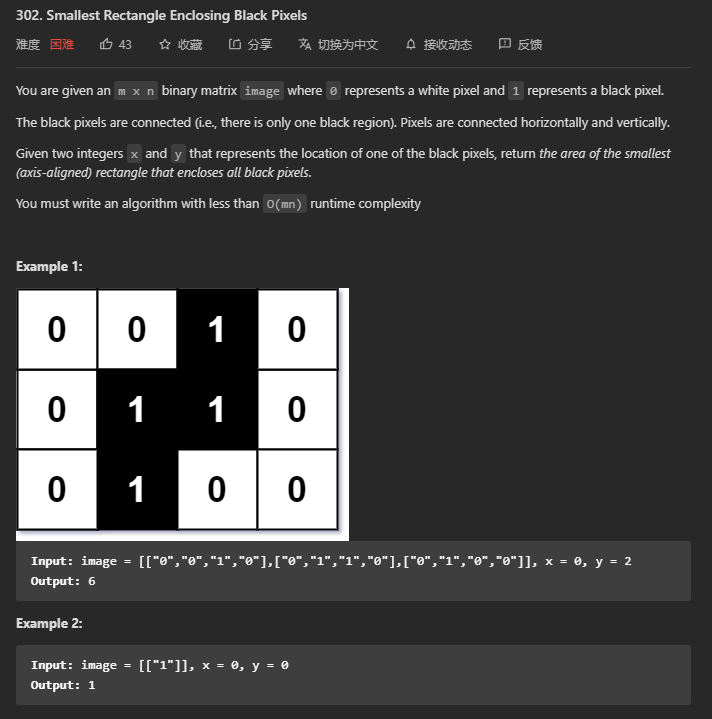 302. Smallest Rectangle Enclosing Black Pixels
难度 困难 43 收藏 分享 切换为中文 接收动态 反馈
You are given an m x n binary matrix image where 0 represents a white pixel and 1 represents a black pixel.
The black pixels are connected (i.e., there is only one black region). Pixels are connected horizontally and vertically.
Given two integers x and y that represents the location of one of the black pixels, return the area of the smallest
(axis-aligned) rectangle that encloses all black pixels.
You must write an algorithm with less than O(mn) runtime complexity
Example 1:
0 0 1 0
0 1 1 0
0 1 0 0
Input: image = [["0","0","1","0"],["0","1","1","0"],["0","1","0","0"]], x = 0, y = 2
Output: 6
Example 2:
Input: image = [["1"]], x = 0, y = 0
Output: 1